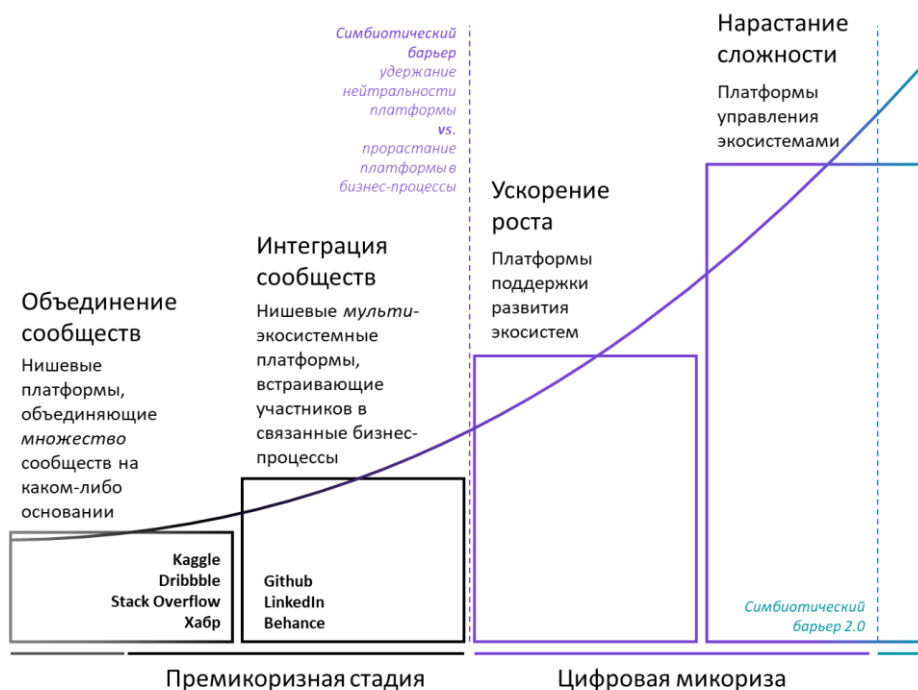 Объединение
сообществ
Нишевые
платформы,
объединяющие
множество
сообществ на
каком-либо
основании
Kaggle
Dribbble
Stack Overflow
Хабр
Интеграция
сообществ
Нишевые мульти-
экосистемные
платформы,
встраивающие
участников в
связанные бизнес-
процессы
Github
LinkedIn
Behance
Симбиотический
барьер
удержание
нейтральности
платформы
vs.
прорастание
платформы в
бизнес-процессы
Ускорение
роста
Платформы
поддержки
развития
экосистем
Нарастание
сложности
Платформы
управления
экосистемами
Симбиотический
барьер 2.0
Премикоризная стадия
Цифровая микориза